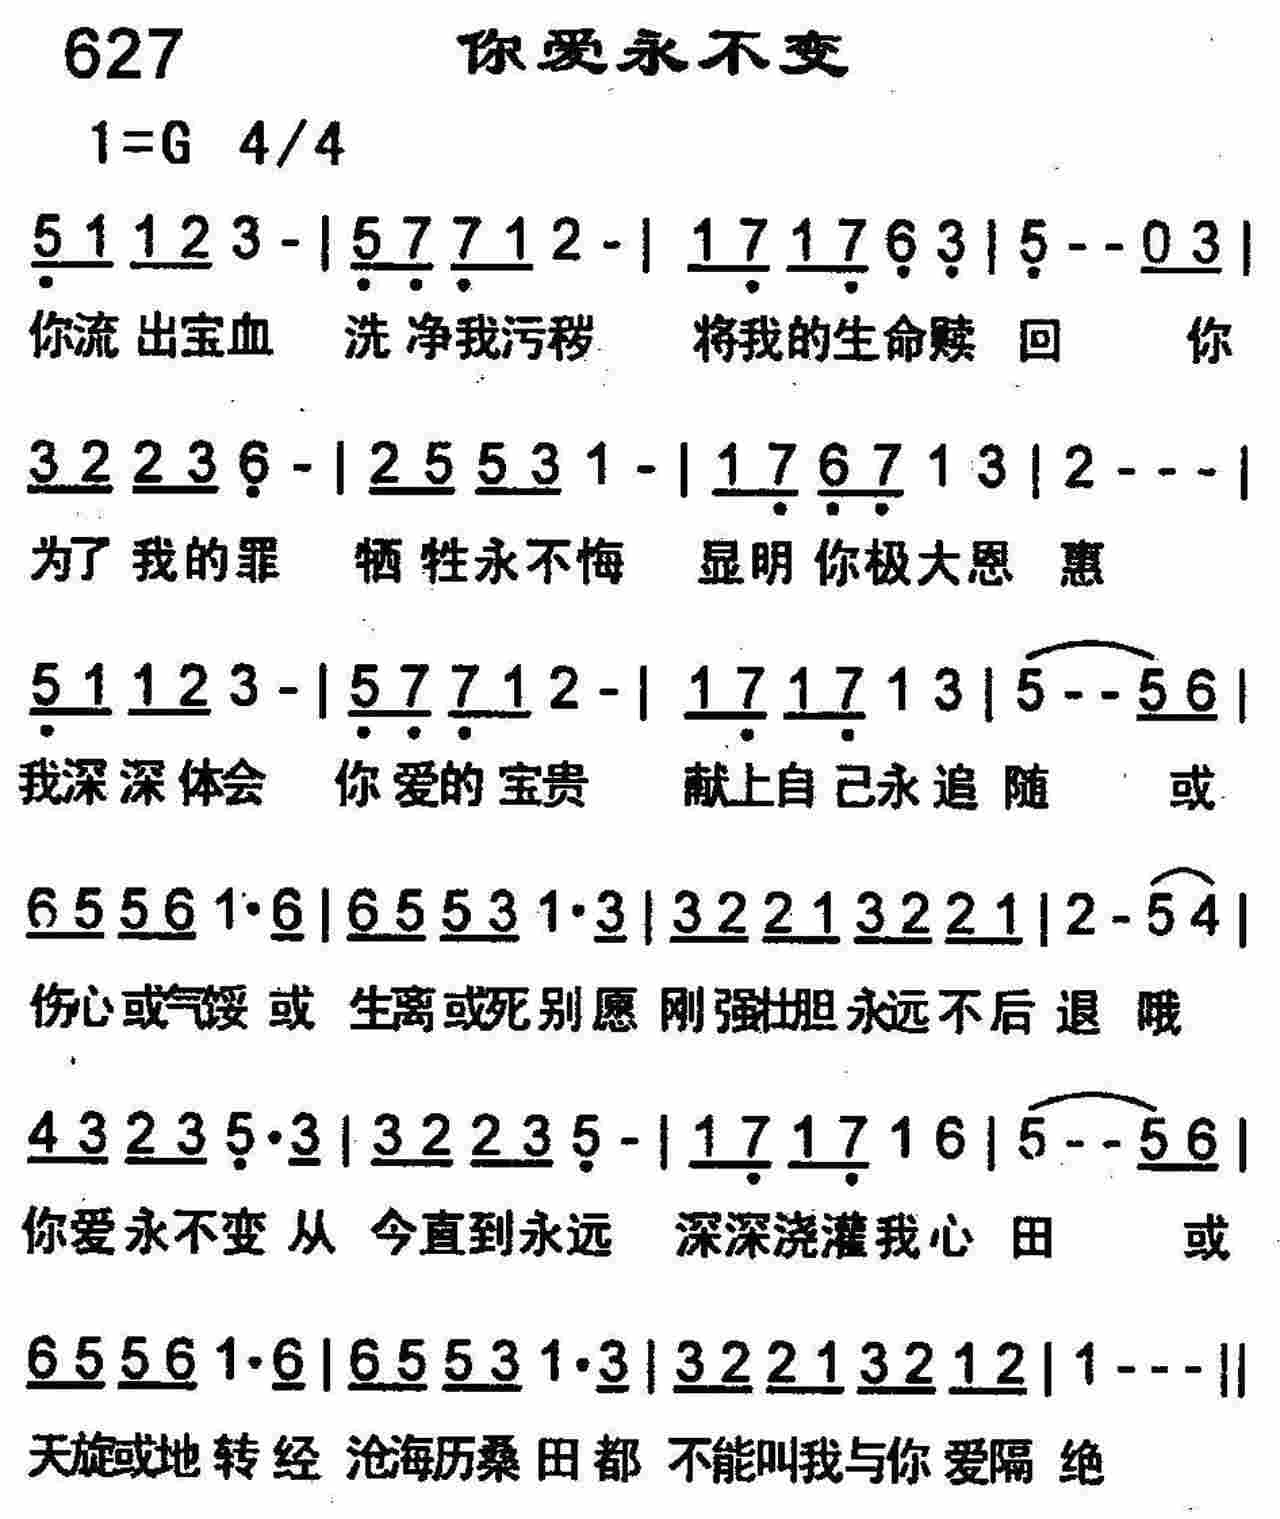 627 你爱永不变
1=G 4/4
5 1 1 2 3 - | 5 7 7 1 2 - | 1 7 1 7 6 3 | 5 - - 0 3 |
你流出宝血 洗净我污秽 将我的生命赎回 你
3 2 2 3 6 - | 2 5 5 3 1 - | 1 7 6 7 1 3 | 2 - - - |
为了我的罪 牺牲永不悔 显明你极大恩惠
5 1 1 2 3 - | 5 7 7 1 2 - | 1 7 1 7 1 3 | 5 - - 5 6 |
我深深体会 你爱的宝贵 献上自己永追随 或
6 5 5 6 1·6 | 6 5 5 3 1·3 | 3 2 2 1 3 2 2 1 | 2 - 5 4 |
伤心或气馁或 生离或死别愿 刚强壮胆永远不后退 哦
4 3 2 3 5·3 | 3 2 2 3 5 - | 1 7 1 7 1 6 | 5 - - 5 6 |
你爱永不变从 今直到永远 深深浇灌我心田 或
6 5 5 6 1·6 | 6 5 5 3 1·3 | 3 2 2 1 3 2 1 2 | 1 - - - ||
天旋或地转经 沧海历桑田都 不能叫我与你爱隔绝